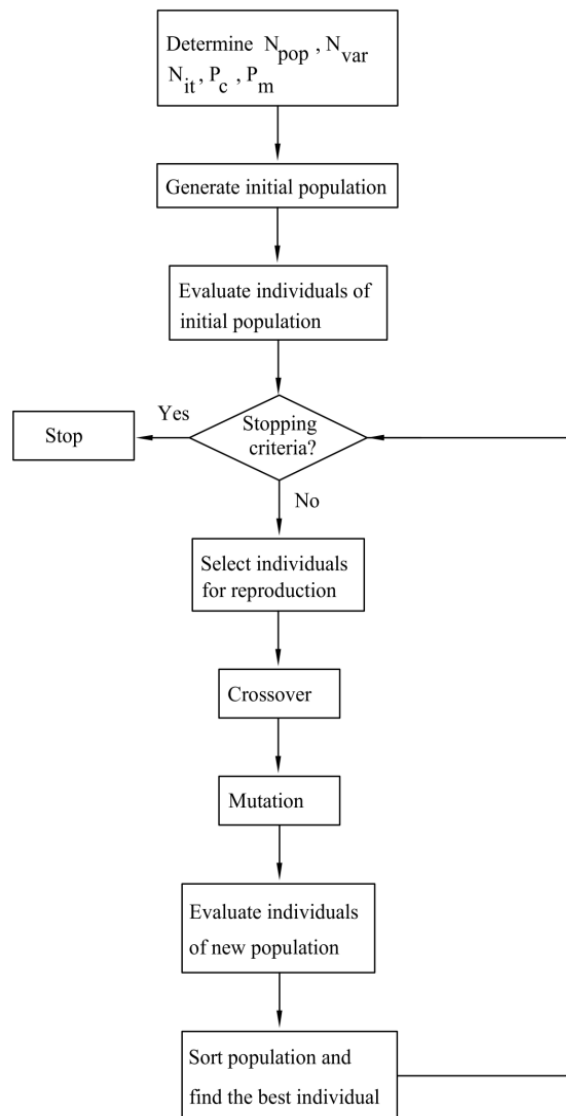 Determine N_pop , N_var
N_it , P_c , P_m
Generate initial population
Evaluate individuals of
initial population
Yes
Stop
Stopping
criteria?
No
Select individuals
for reproduction
Crossover
Mutation
Evaluate individuals
of new population
Sort population and
find the best individual